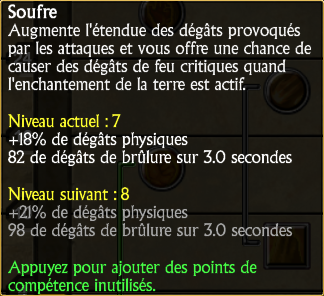 Soufre
Augmente l'étendue des dégâts provoqués
par les attaques et vous offre une chance de
causer des dégâts de feu critiques quand
l'enchantement de la terre est actif.
Niveau actuel : 7
+18% de dégâts physiques
82 de dégâts de brûlure sur 3.0 secondes
Niveau suivant : 8
+21% de dégâts physiques
98 de dégâts de brûlure sur 3.0 secondes
Appuyez pour ajouter des points de
compétence inutilisés.